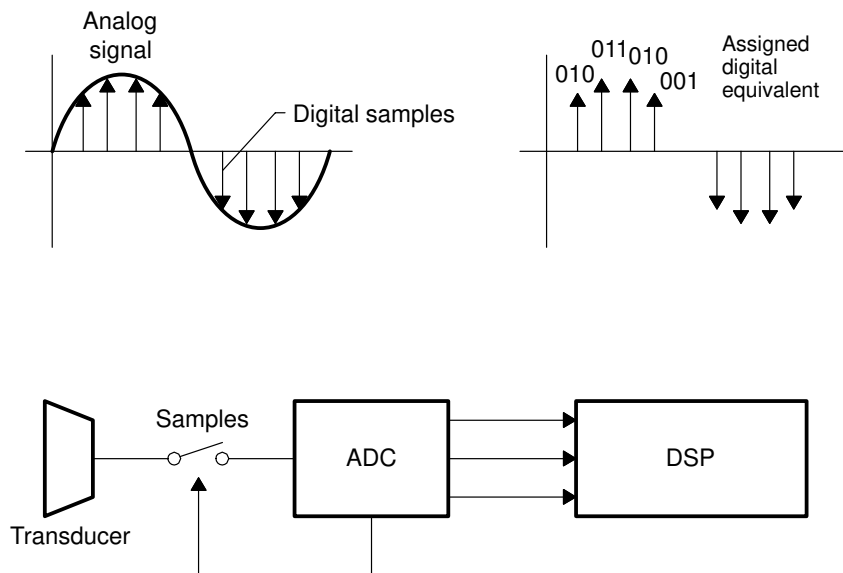 Analog
signal
Digital samples
010
011
010
001
Assigned
digital
equivalent
Samples
ADC
DSP
Transducer